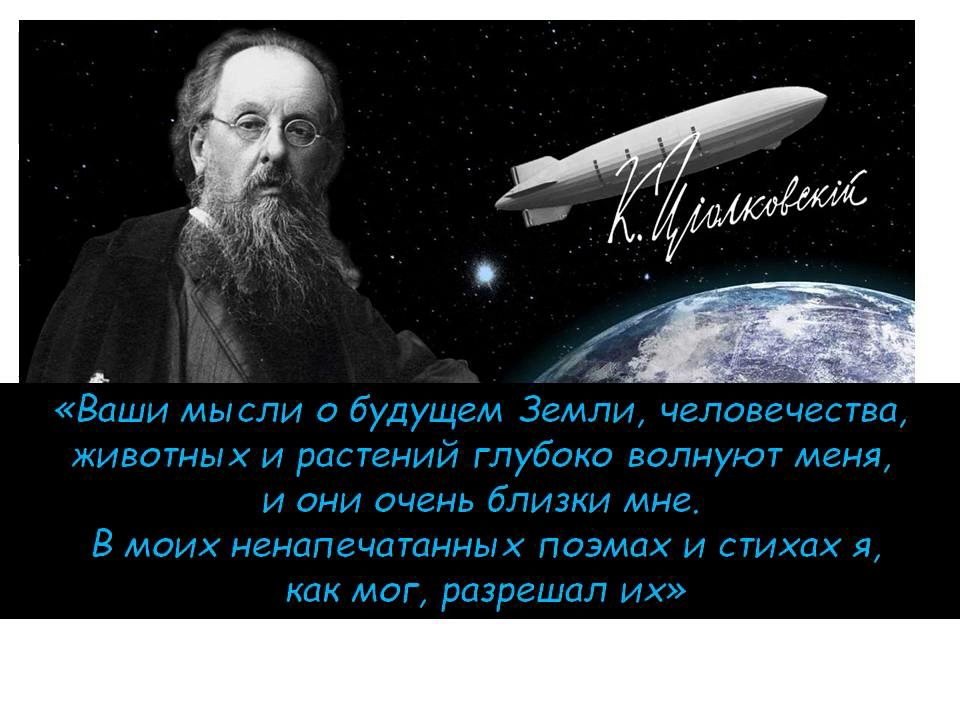 К. Циолковскій
«Ваши мысли о будущем Земли, человечества,
животных и растений глубоко волнуют меня,
и они очень близки мне.
В моих ненапечатанных поэмах и стихах я,
как мог, разрешал их»